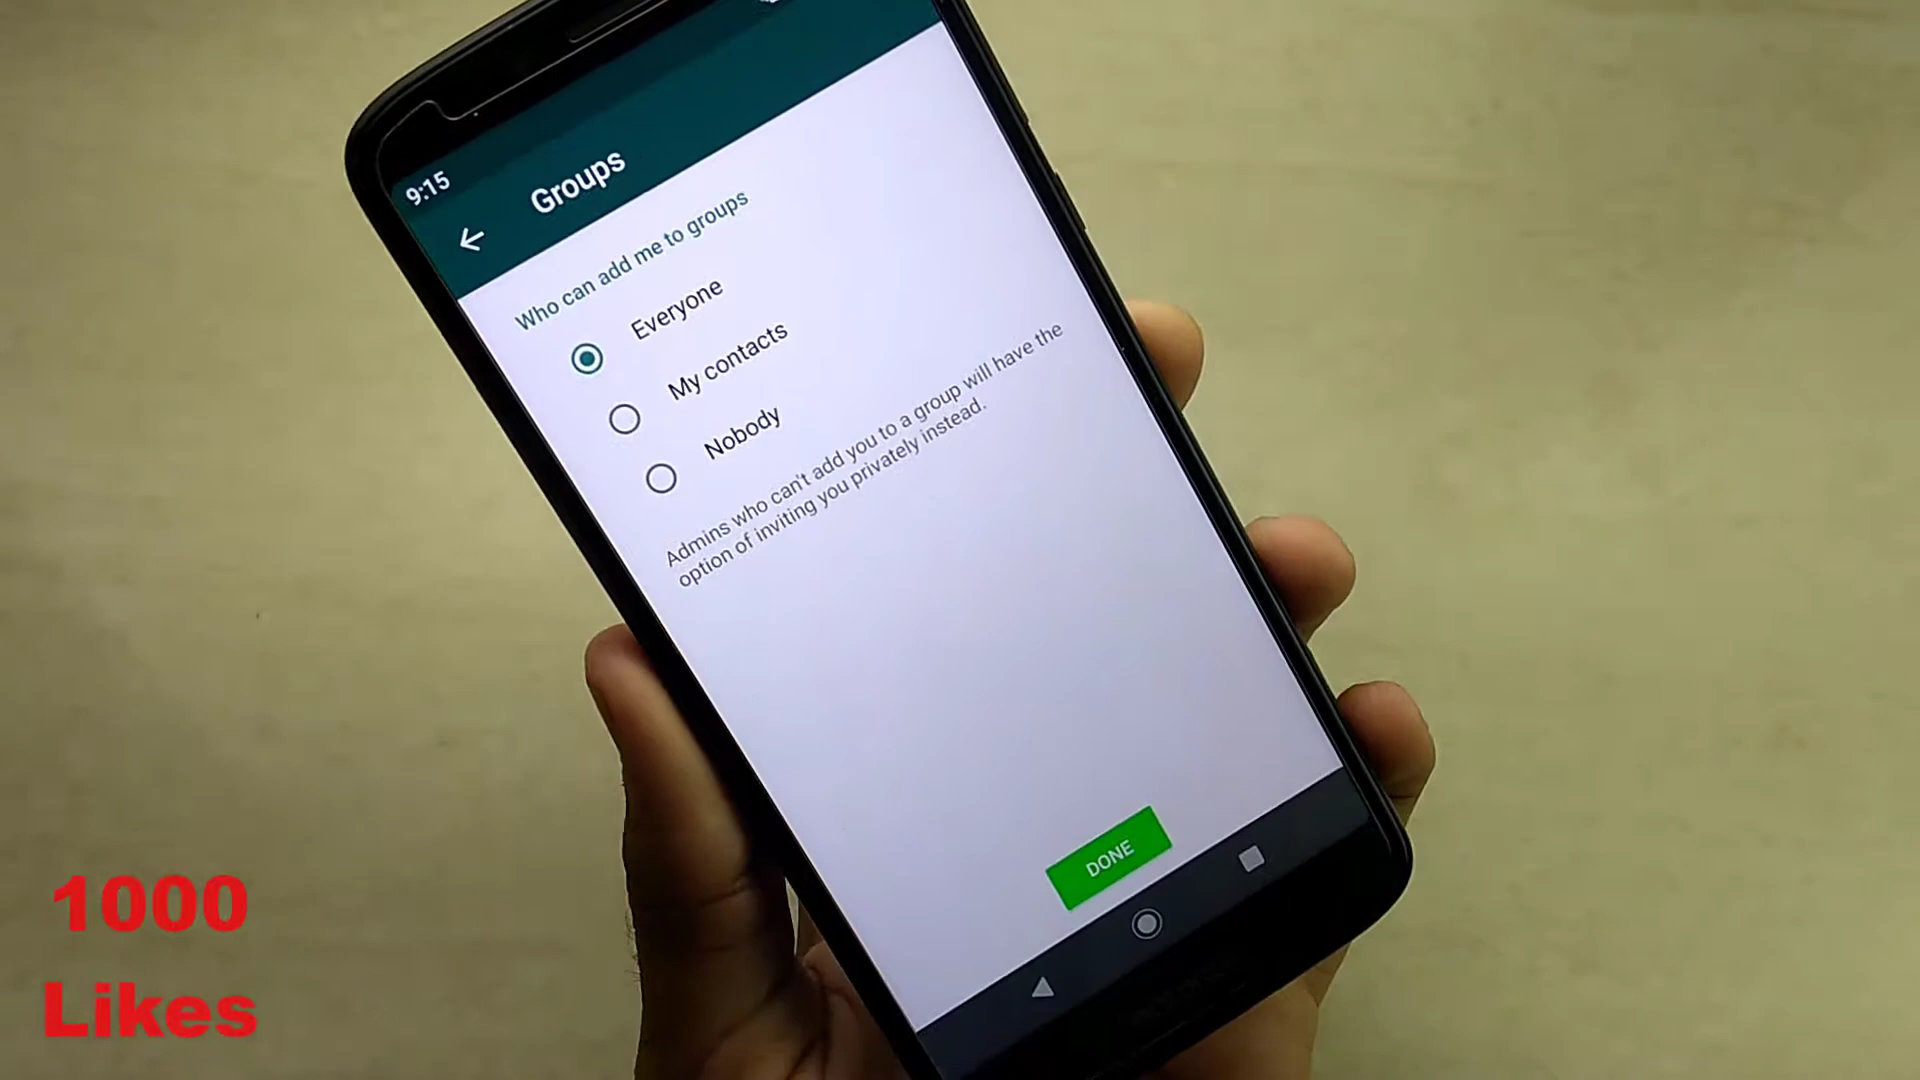 9:15
Groups
Who can add me to groups
Everyone
My contacts
Nobody
Admins who can't add you to a group will have the
option of inviting you privately instead.
DONE
1000
Likes